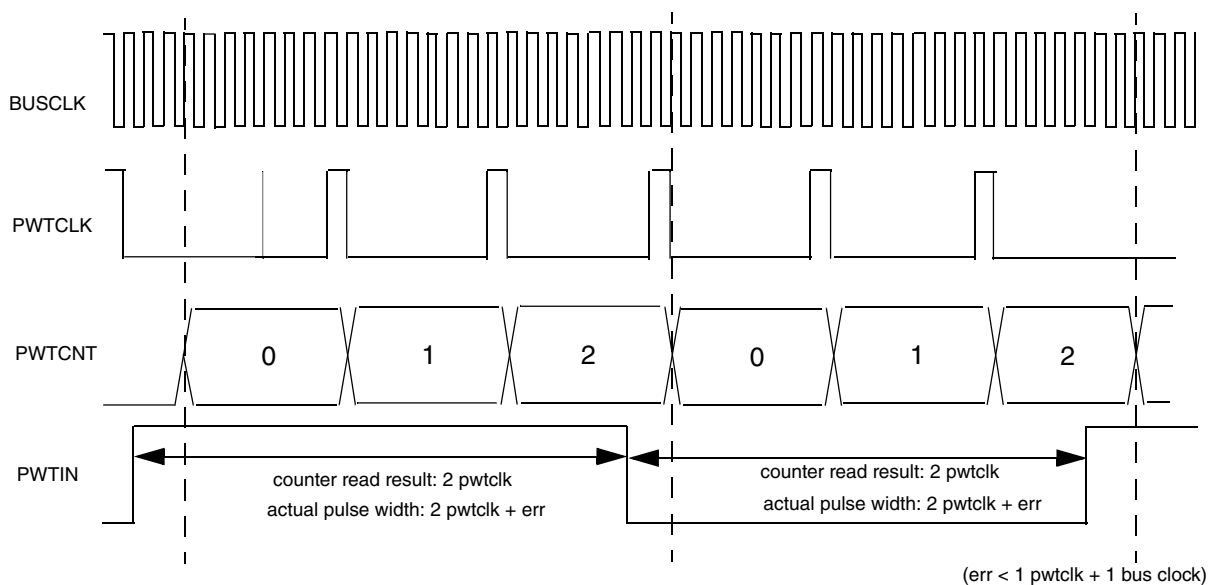 BUSCLK
PWTCLK
PWTCNT
0
1
2
0
1
2
PWTIN
counter read result: 2 pwtclk
actual pulse width: 2 pwtclk + err
counter read result: 2 pwtclk
actual pulse width: 2 pwtclk + err
(err < 1 pwtclk + 1 bus clock)